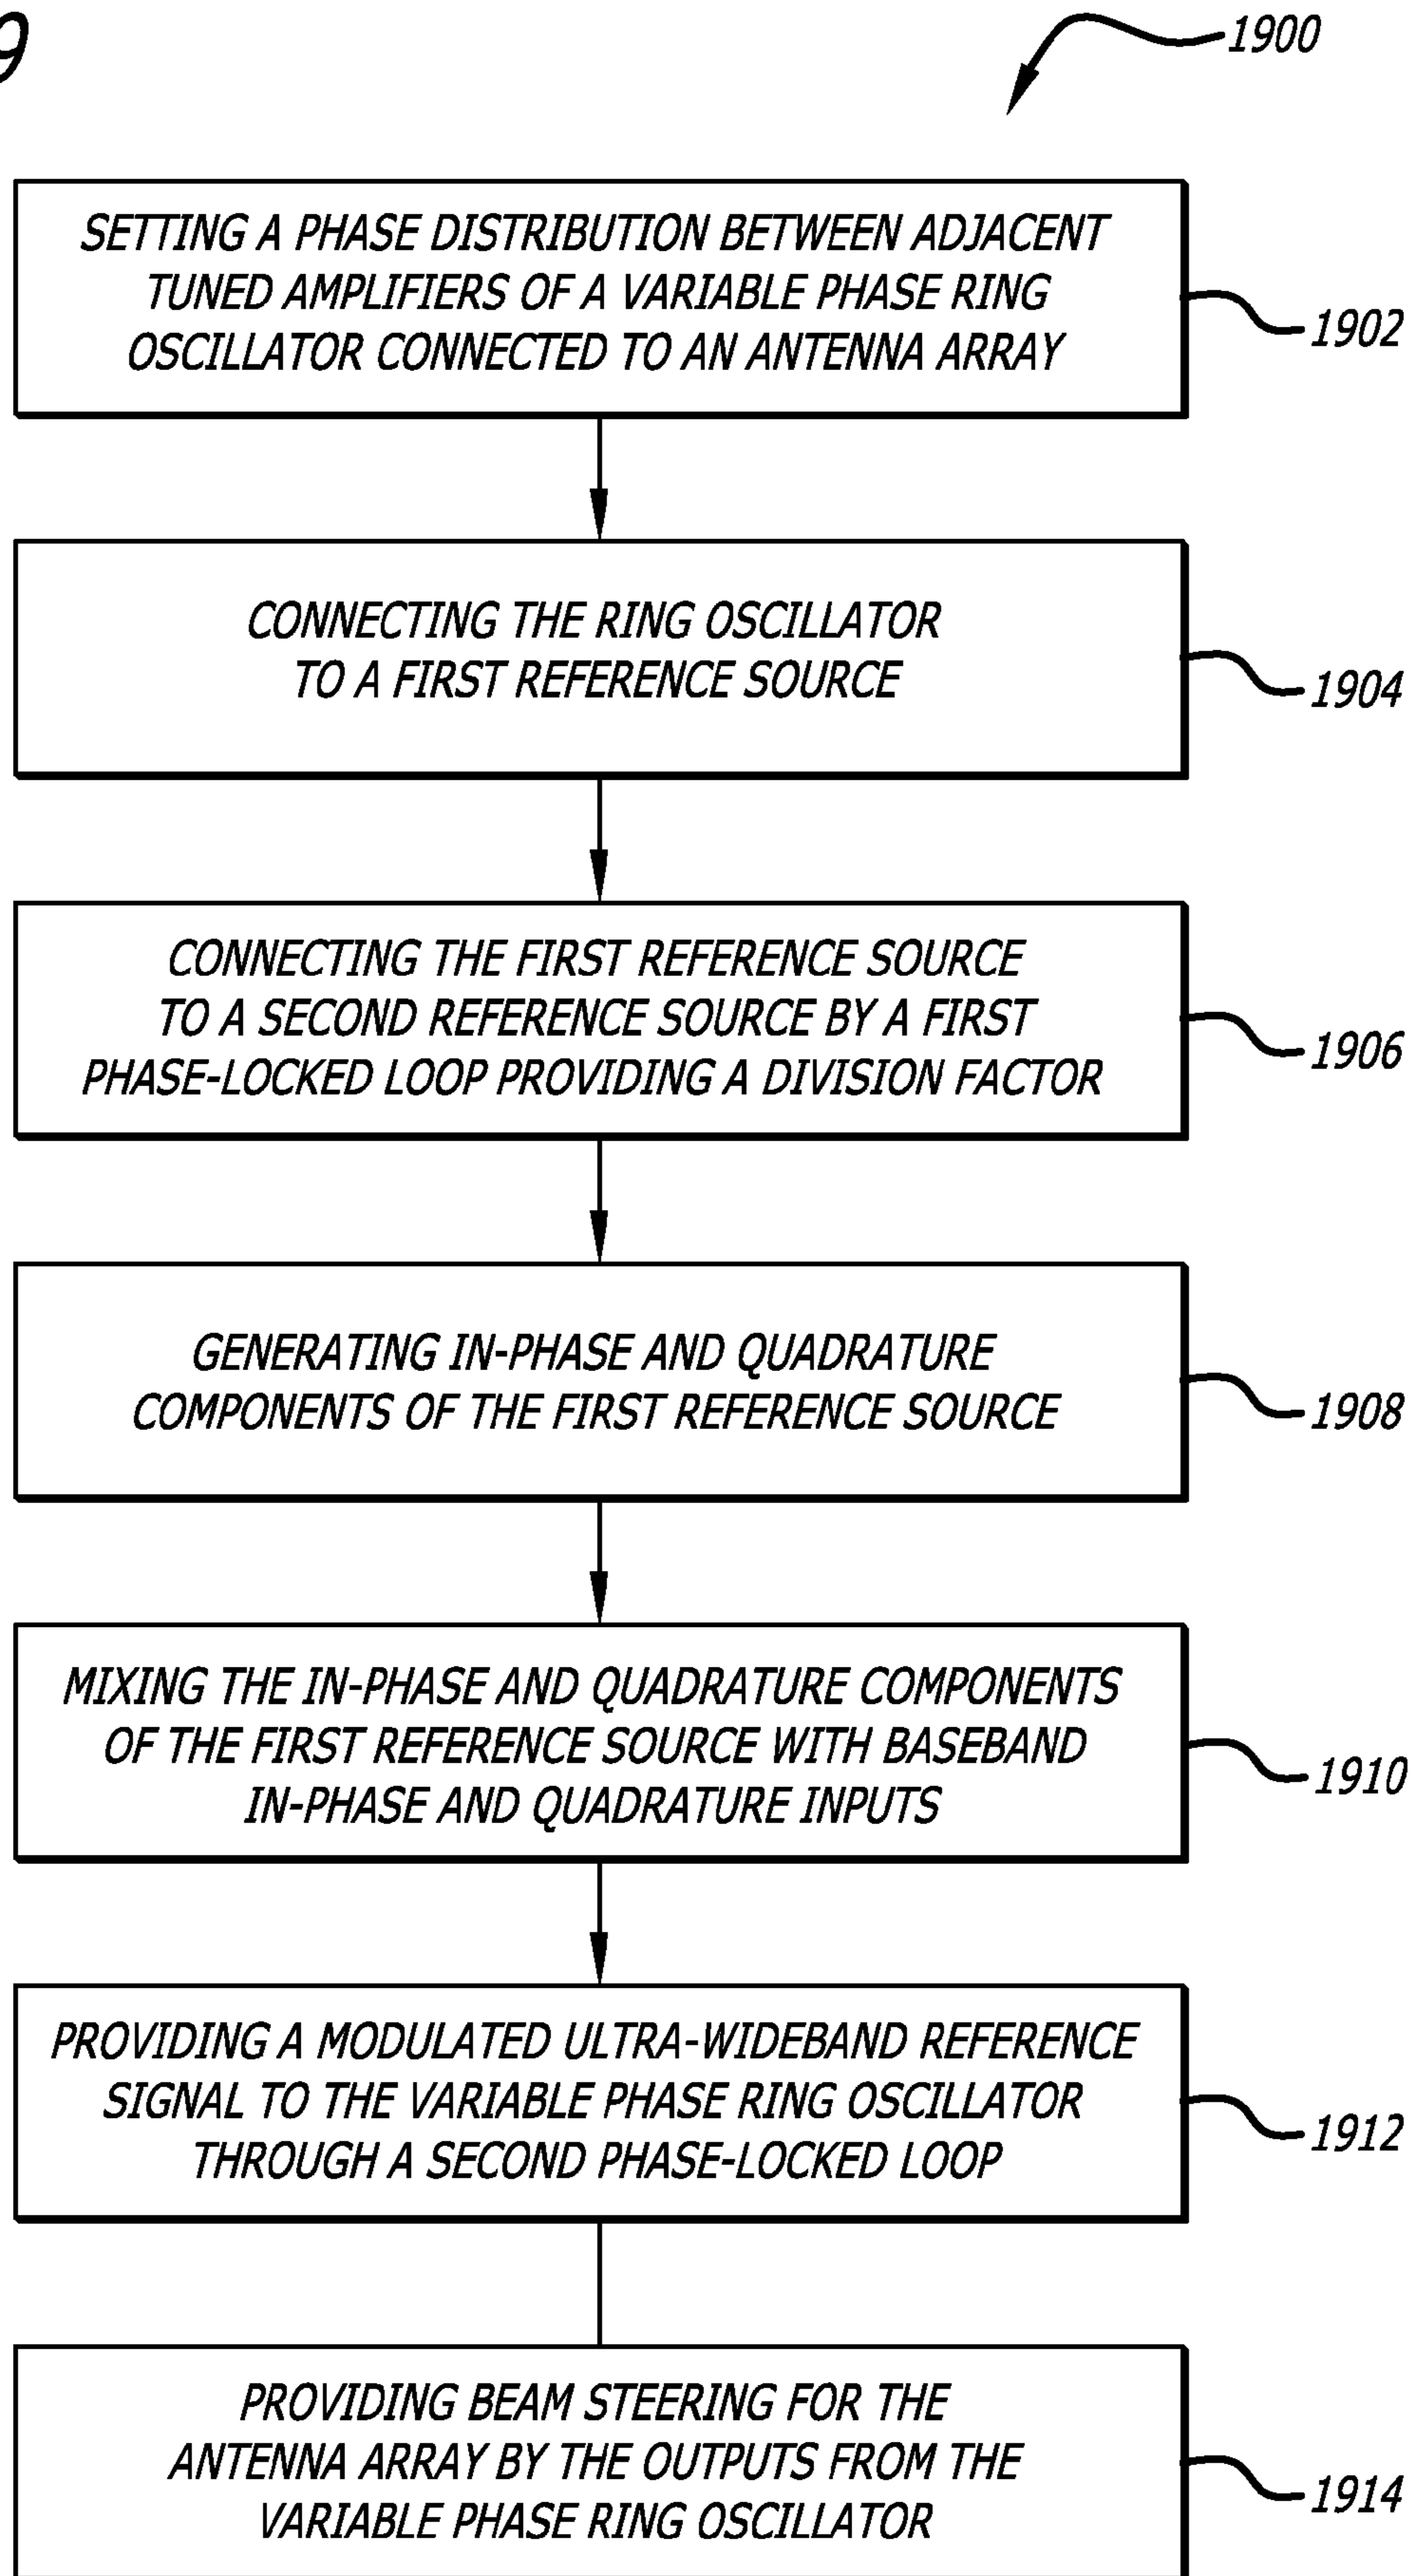 9
1900
SETTING A PHASE DISTRIBUTION BETWEEN ADJACENT
TUNED AMPLIFIERS OF A VARIABLE PHASE RING
OSCILLATOR CONNECTED TO AN ANTENNA ARRAY
1902
CONNECTING THE RING OSCILLATOR
TO A FIRST REFERENCE SOURCE
1904
CONNECTING THE FIRST REFERENCE SOURCE
TO A SECOND REFERENCE SOURCE BY A FIRST
PHASE-LOCKED LOOP PROVIDING A DIVISION FACTOR
1906
GENERATING IN-PHASE AND QUADRATURE
COMPONENTS OF THE FIRST REFERENCE SOURCE
1908
MIXING THE IN-PHASE AND QUADRATURE COMPONENTS
OF THE FIRST REFERENCE SOURCE WITH BASEBAND
IN-PHASE AND QUADRATURE INPUTS
1910
PROVIDING A MODULATED ULTRA-WIDEBAND REFERENCE
SIGNAL TO THE VARIABLE PHASE RING OSCILLATOR
THROUGH A SECOND PHASE-LOCKED LOOP
1912
PROVIDING BEAM STEERING FOR THE
ANTENNA ARRAY BY THE OUTPUTS FROM THE
VARIABLE PHASE RING OSCILLATOR
1914